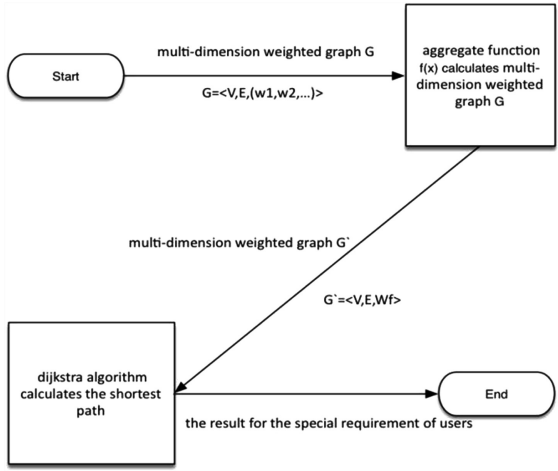 multi-dimension weighted graph G
Start
G=<V,E,(w1,w2,...)>
aggregate function
f(x) calculates multi-
dimension weighted
graph G
multi-dimension weighted graph G`
G`=<V,E,Wf>
dijkstra algorithm
calculates the shortest
path
End
the result for the special requirement of users